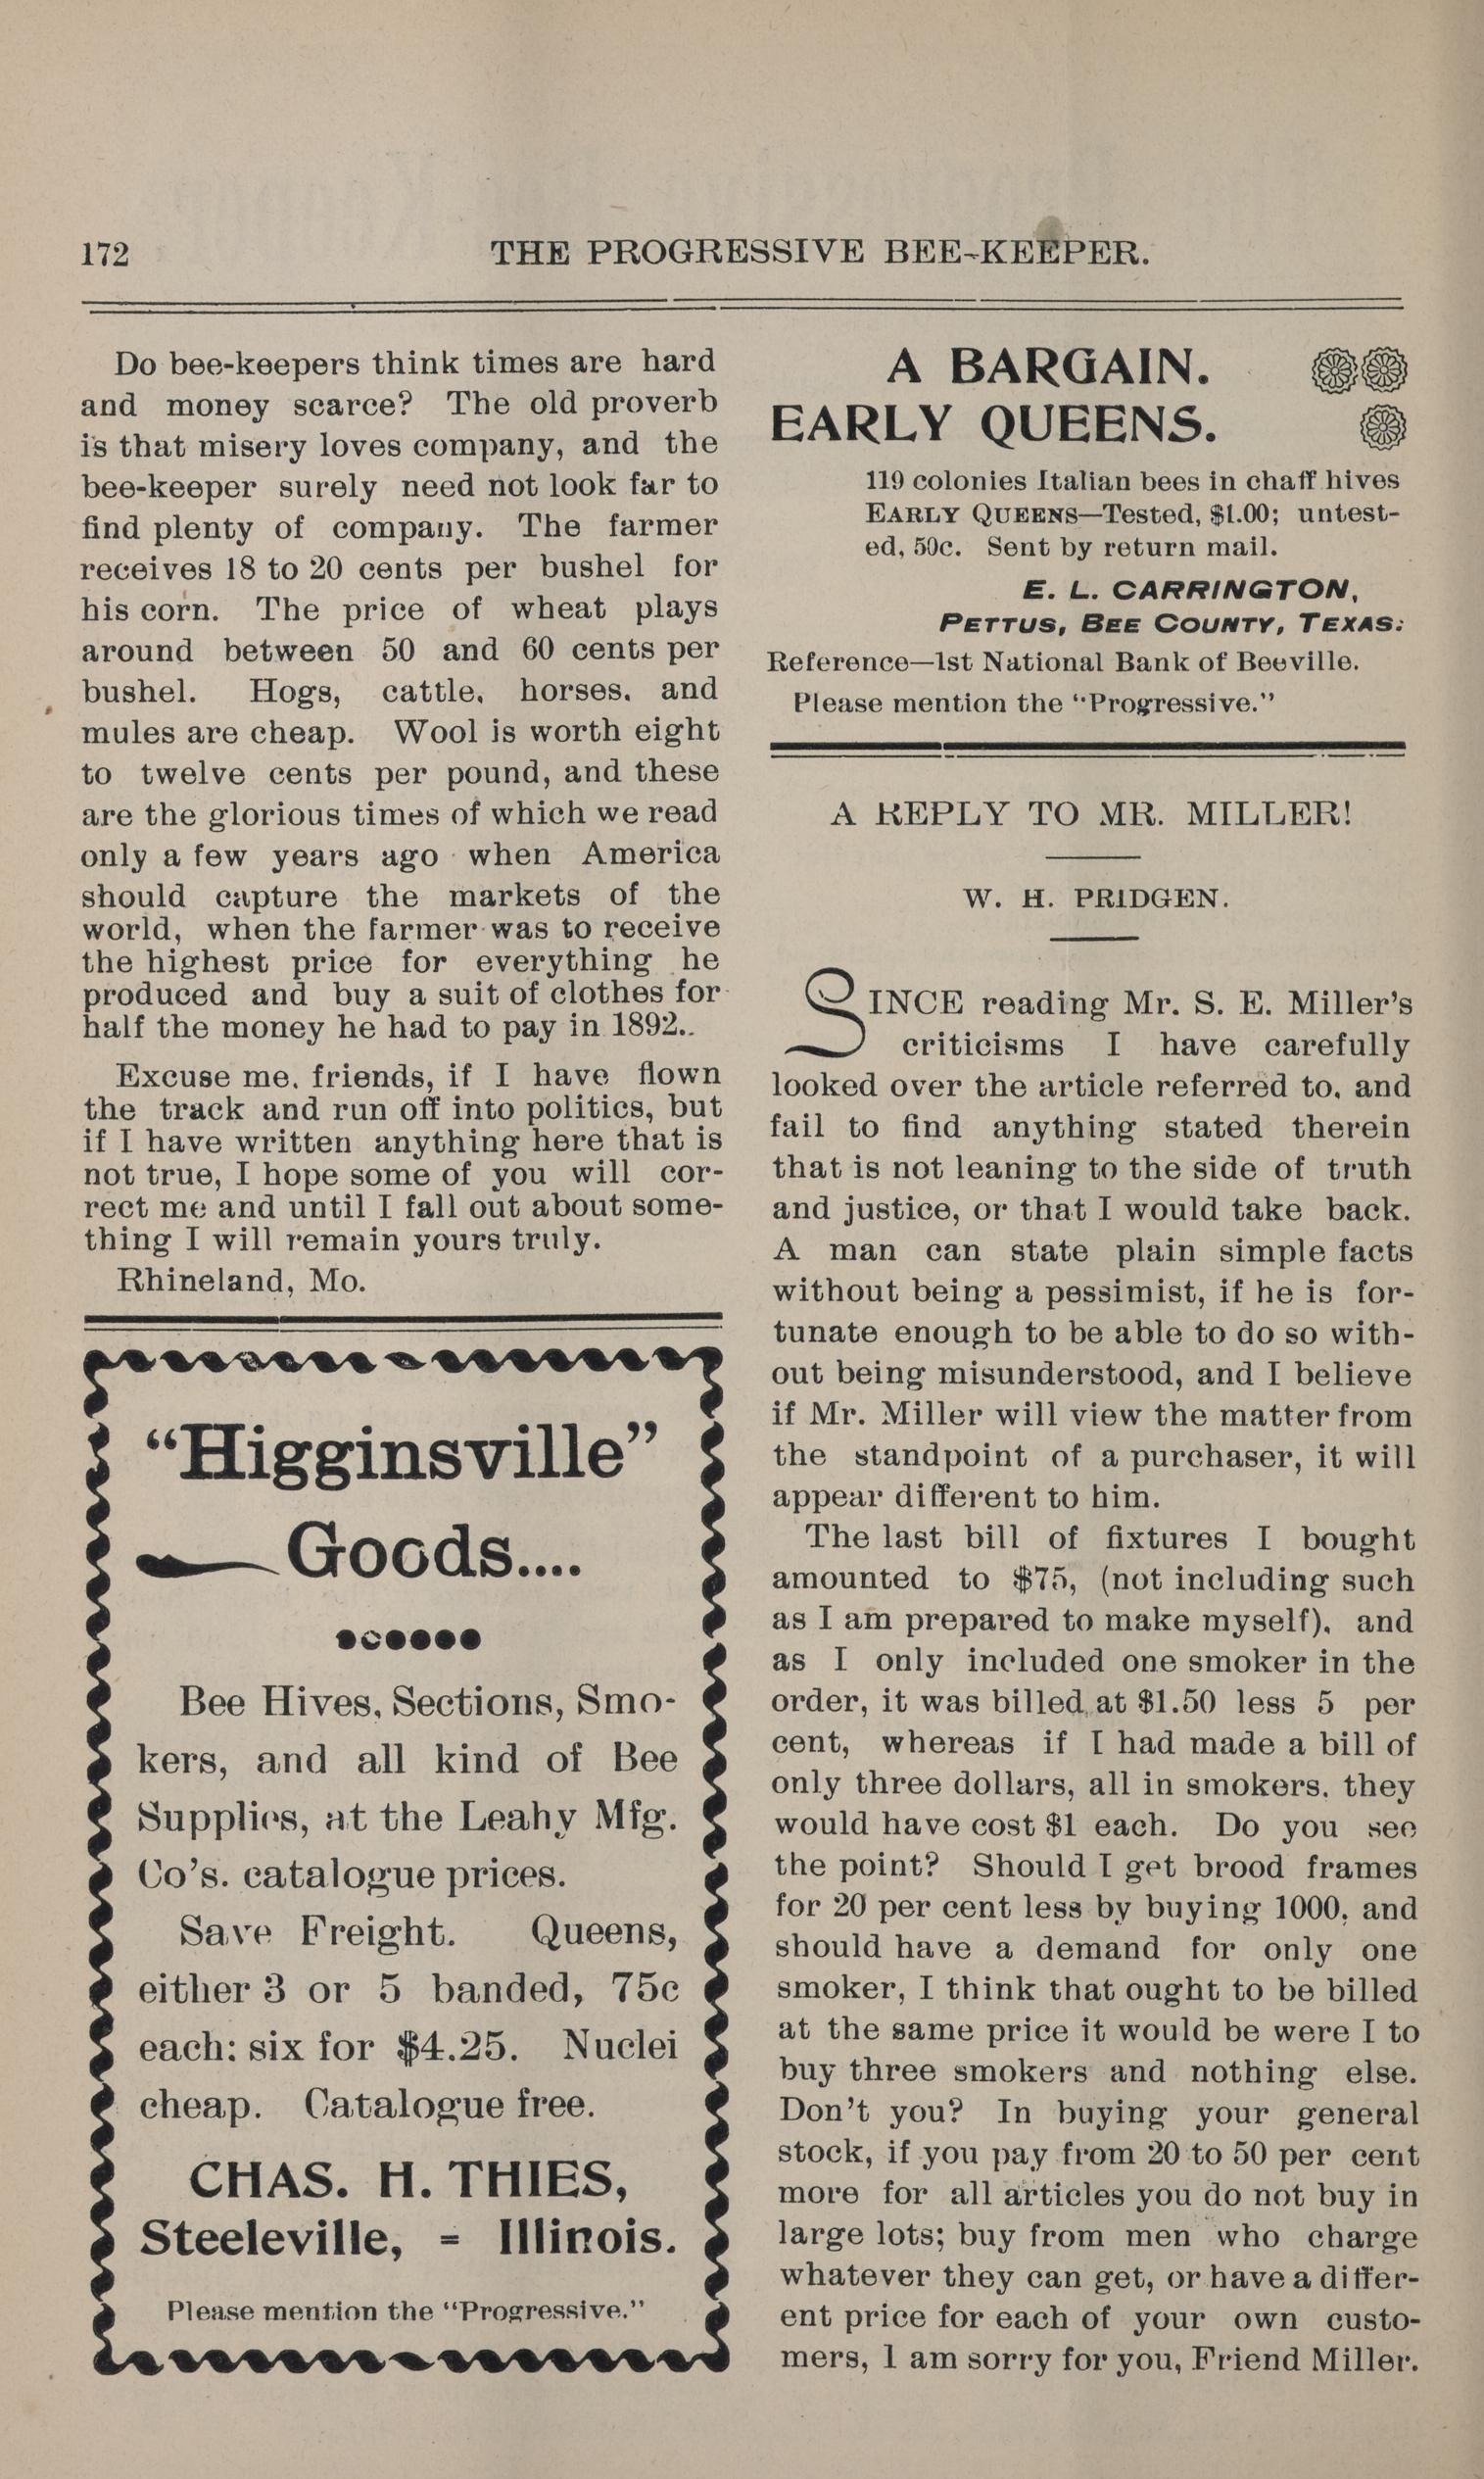 172
THE PROGRESSIVE BEE-KEEPER.
Do bee-keepers think times are hard
and money scarce? The old proverb
is that misery loves company, and the
bee-keeper surely need not look far to
find plenty of company. The farmer
receives 18 to 20 cents per bushel for
his corn. The price of wheat plays
around between 50 and 60 cents per
bushel. Hogs, cattle, horses, and
mules are cheap. Wool is worth eight
to twelve cents per pound, and these
are the glorious times of which we read
only a few years ago when America
should capture the markets of the
world, when the farmer was to receive
the highest price for everything he
produced and buy a suit of clothes for
half the money he had to pay in 1892..
Excuse me, friends, if I have flown
the track and run off into politics, but
if I have written anything here that is
not true, I hope some of you will cor-
rect me and until I fall out about some-
thing I will remain yours truly.
Rhineland, Mo.
"Higginsville"
Goods....
Bee Hives, Sections, Smo-
kers, and all kind of Bee
Supplies, at the Leahy Mfg.
Co's. catalogue prices.
Save Freight. Queens,
either 3 or 5 banded, 75c
each: six for $4.25. Nuclei
cheap. Catalogue free.
CHAS. H. THIES,
Steeleville, = Illinois.
Please mention the "Progressive."
A BARGAIN.
EARLY QUEENS.
119 colonies Italian bees in chaff hives
EARLY QUEENS—Tested, $1.00; untest-
ed, 50c. Sent by return mail.
E. L. CARRINGTON,
PETTUS, BEE COUNTY, TEXAS:
Reference—1st National Bank of Beeville.
Please mention the "Progressive."
A REPLY TO MR. MILLER!
W. H. PRIDGEN.
SINCE reading Mr. S. E. Miller's
criticisms I have carefully
looked over the article referred to, and
fail to find anything stated therein
that is not leaning to the side of truth
and justice, or that I would take back.
A man can state plain simple facts
without being a pessimist, if he is for-
tunate enough to be able to do so with-
out being misunderstood, and I believe
if Mr. Miller will view the matter from
the standpoint of a purchaser, it will
appear different to him.
The last bill of fixtures I bought
amounted to $75, (not including such
as I am prepared to make myself), and
as I only included one smoker in the
order, it was billed at $1.50 less 5 per
cent, whereas if I had made a bill of
only three dollars, all in smokers, they
would have cost $1 each. Do you see
the point? Should I get brood frames
for 20 per cent less by buying 1000, and
should have a demand for only one
smoker, I think that ought to be billed
at the same price it would be were I to
buy three smokers and nothing else.
Don't you? In buying your general
stock, if you pay from 20 to 50 per cent
more for all articles you do not buy in
large lots; buy from men who charge
whatever they can get, or have a differ-
ent price for each of your own custo-
mers, I am sorry for you, Friend Miller.